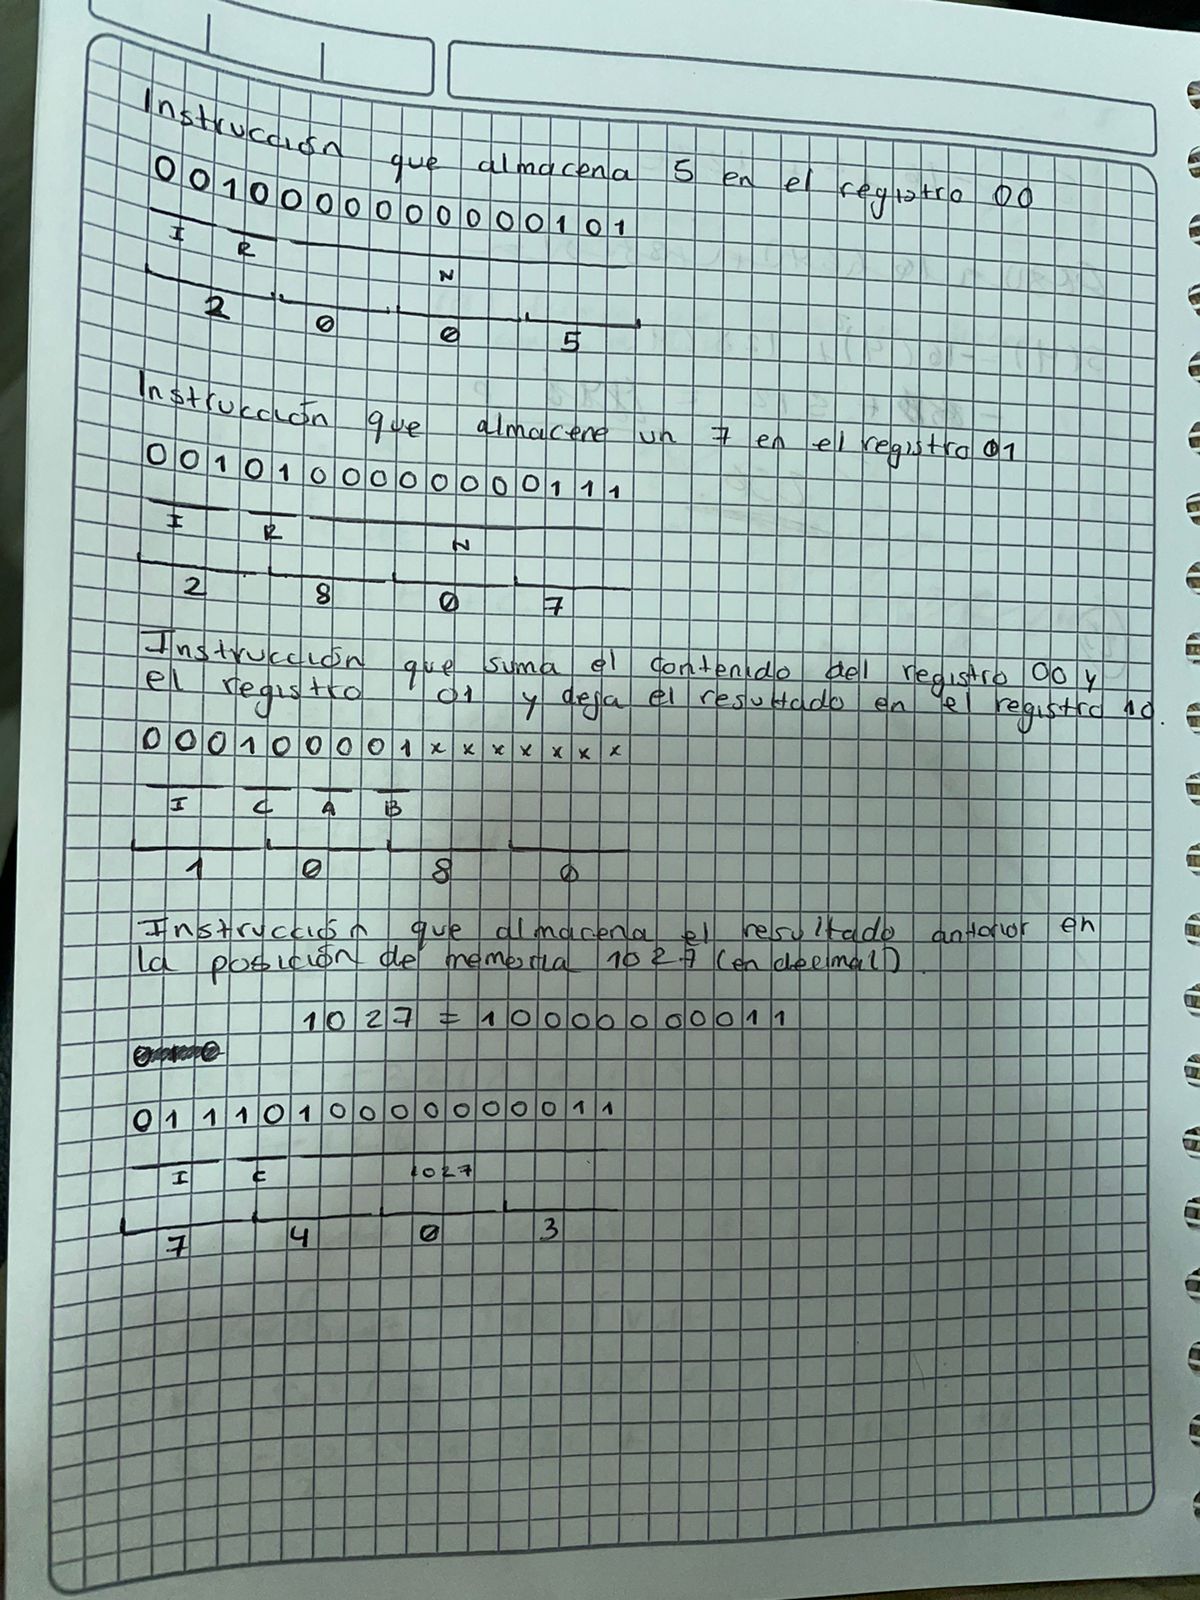 Instrucción que almacena 5 en el registro 00
0010000000000101
I R N
2 0 0 5
Instrucción que almacene un 7 en el registro 01
0010100000000111
I R N
2 8 0 7
Instrucción que suma el contenido del registro 00 y
el registro 01 y deja el resultado en el registro 10.
000100001xxxxxxx
I C A B
1 0 8 0
Instrucción que almacena el resultado anterior en
la posición de memoria 1027 (en decimal)
1027 = 10000000011
0111010000000011
I C 1027
7 4 0 3